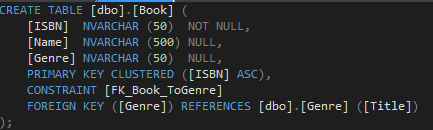 CREATE TABLE [dbo].[Book] (
[ISBN] NVARCHAR (50) NOT NULL,
[Name] NVARCHAR (500) NULL,
[Genre] NVARCHAR (50) NULL,
PRIMARY KEY CLUSTERED ([ISBN] ASC),
CONSTRAINT [FK_Book_ToGenre]
FOREIGN KEY ([Genre]) REFERENCES [dbo].[Genre] ([Title])
);